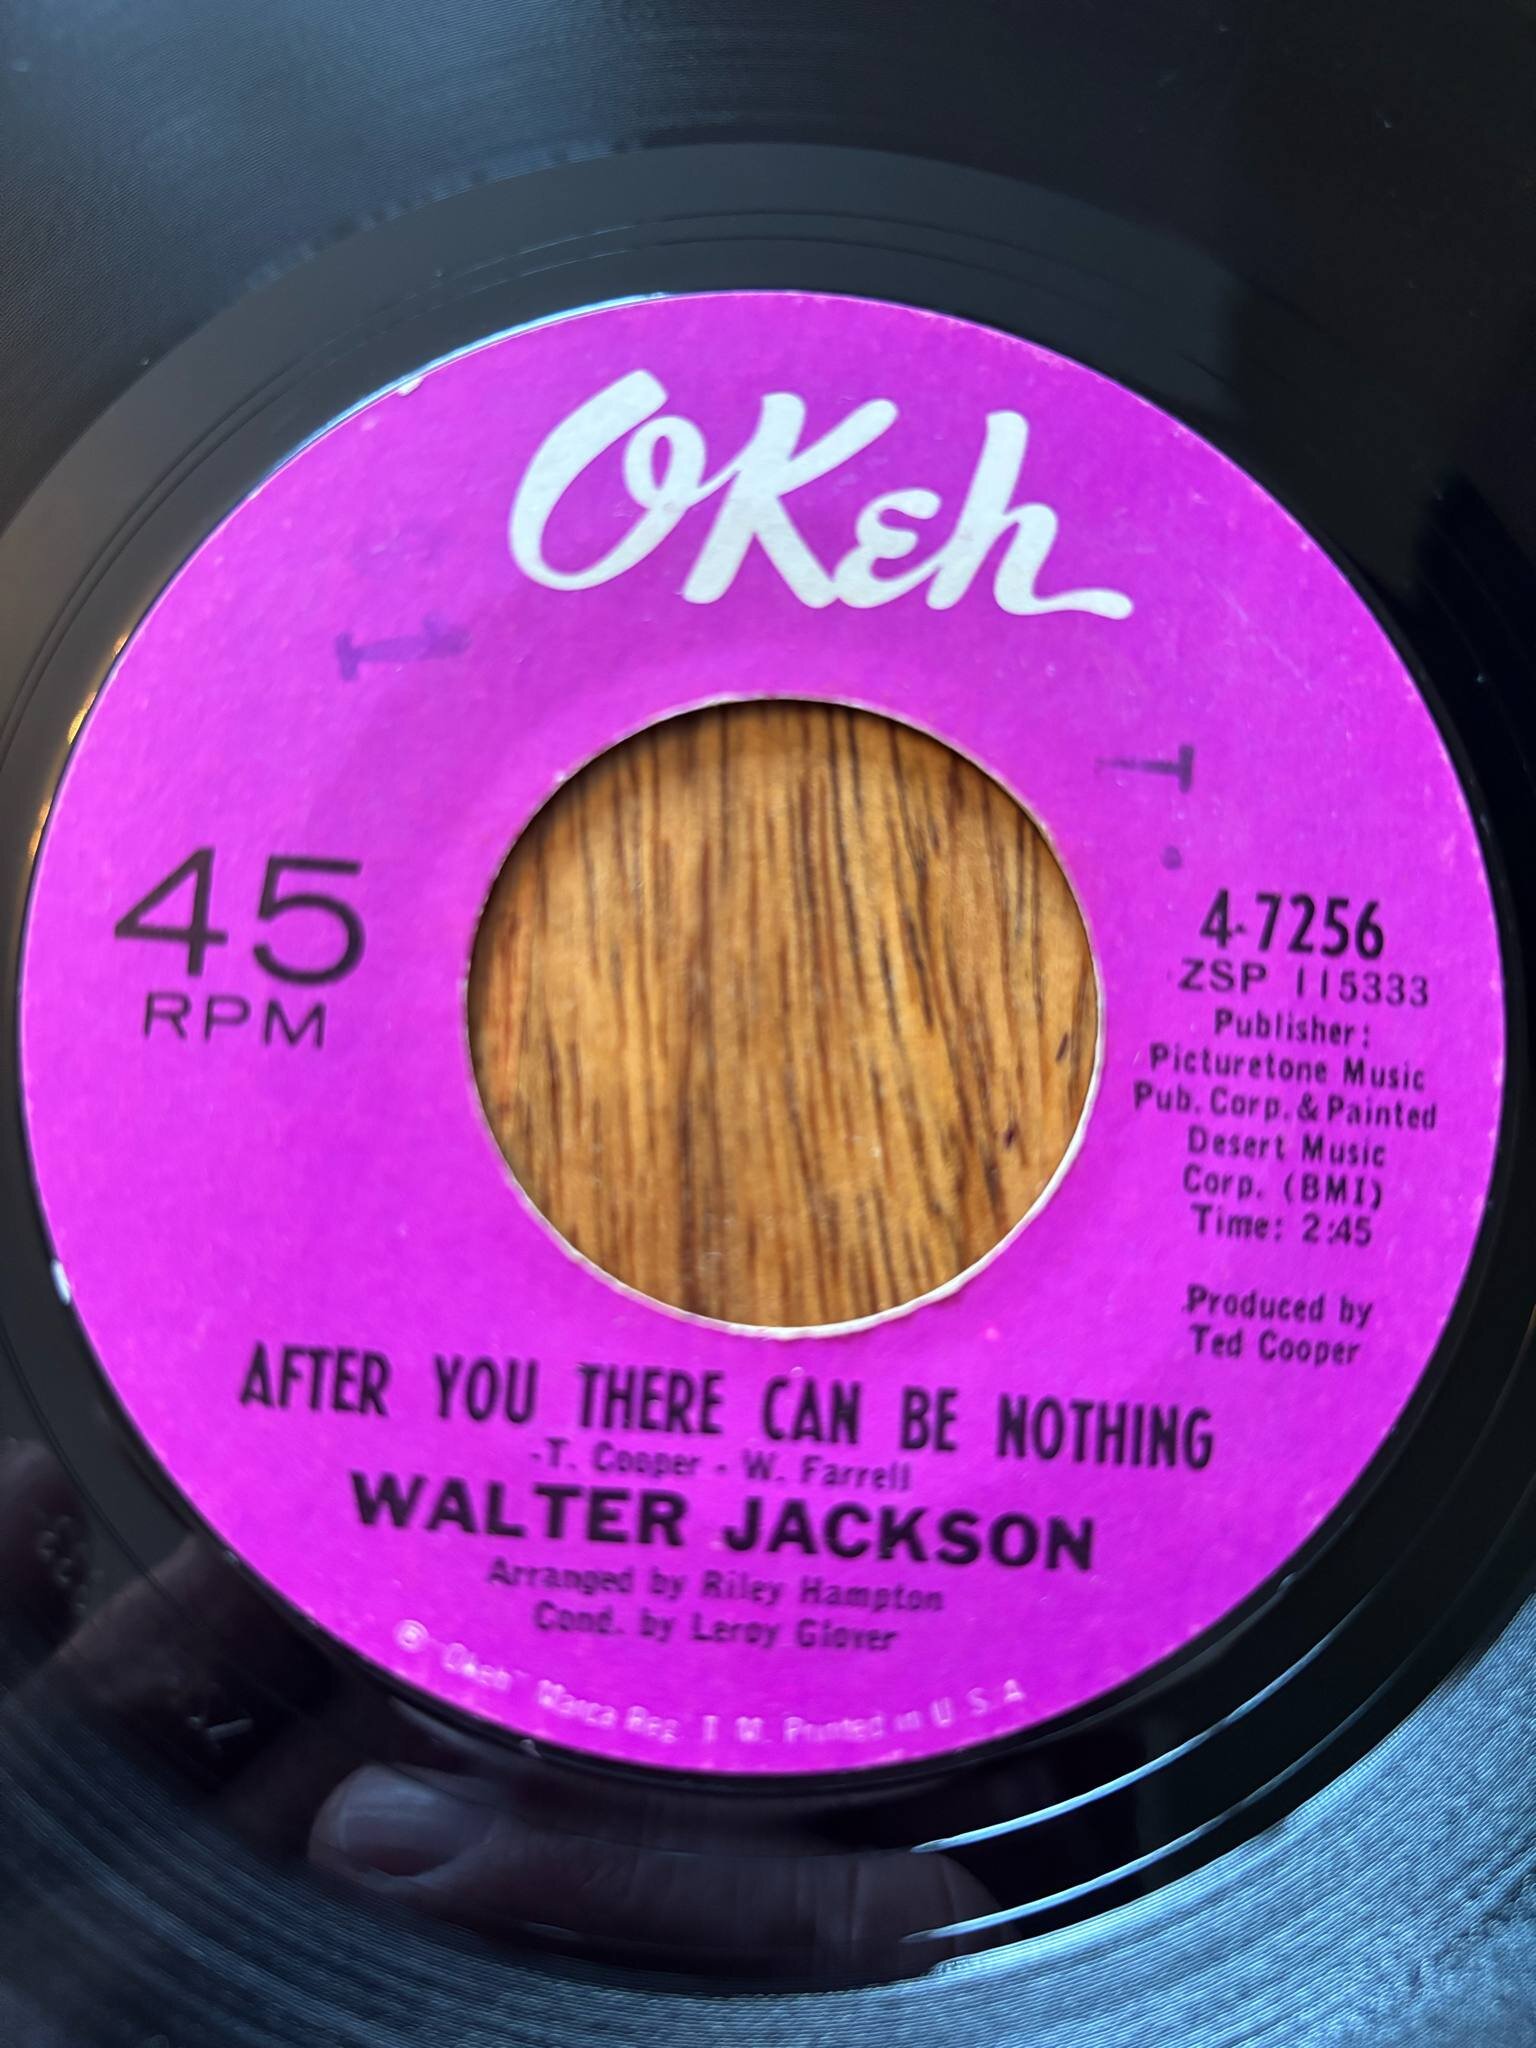 OKeh
45
RPM
4-7256
ZSP 115333
Publisher:
Picturetone Music
Pub. Corp. & Painted
Desert Music
Corp. (BMI)
Time: 2:45
Produced by
Ted Cooper
AFTER YOU THERE CAN BE NOTHING
-T. Cooper - W. Farrell
WALTER JACKSON
Arranged by Riley Hampton
Cond. by Leroy Glover
® "Okeh" Marca Reg. T M. Printed in U S A